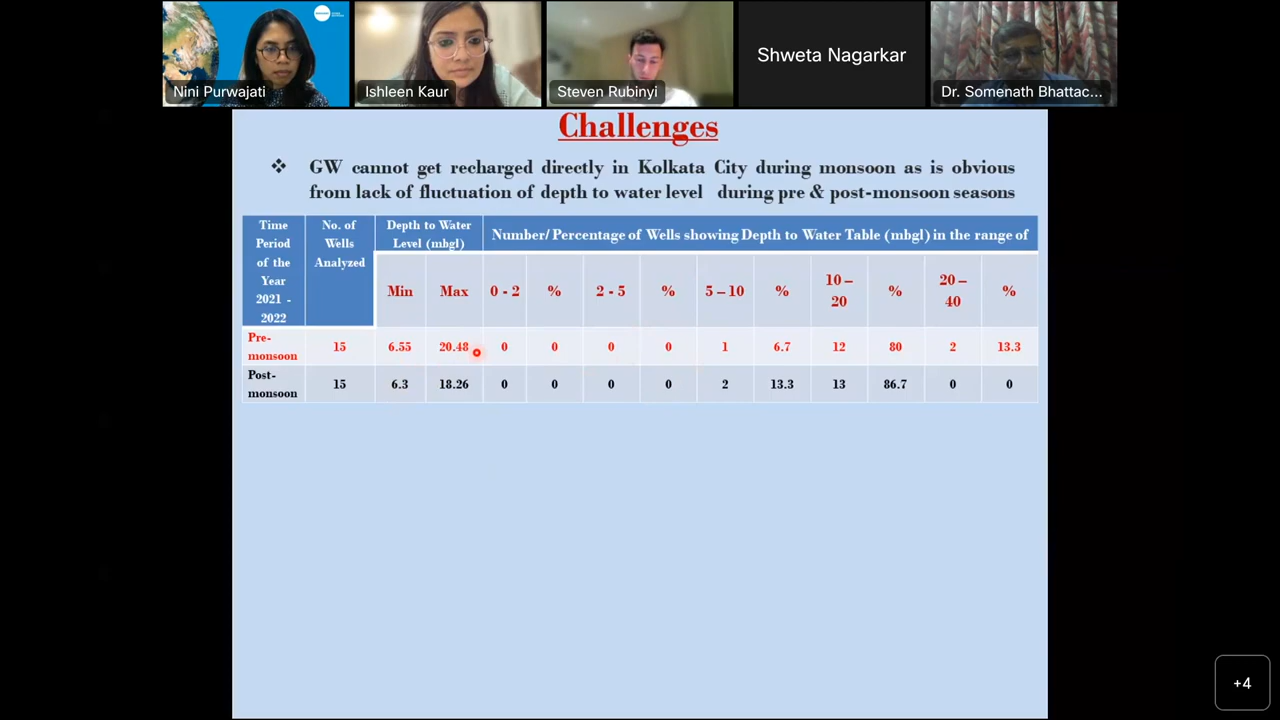 Nini Purwajati
Ishleen Kaur
Steven Rubinyi
Shweta Nagarkar
Dr. Somenath Bhattac...
Challenges
❖ GW cannot get recharged directly in Kolkata City during monsoon as is obvious
from lack of fluctuation of depth to water level during pre & post-monsoon seasons
Time Period of the Year 2021 - 2022 No. of Wells Analyzed Depth to Water Level (mbgl) Number/ Percentage of Wells showing Depth to Water Table (mbgl) in the range of
Min Max 0 - 2 % 2 - 5 % 5 – 10 % 10 – 20 % 20 – 40 %
Pre-monsoon 15 6.55 20.48 0 0 0 0 1 6.7 12 80 2 13.3
Post-monsoon 15 6.3 18.26 0 0 0 0 2 13.3 13 86.7 0 0
+4